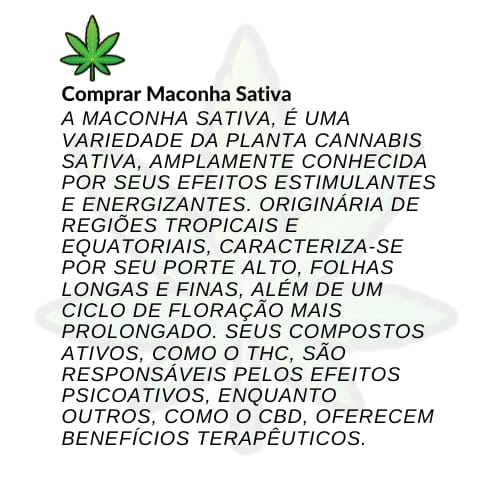 Comprar Maconha Sativa
A MACONHA SATIVA, É UMA
VARIEDADE DA PLANTA CANNABIS
SATIVA, AMPLAMENTE CONHECIDA
POR SEUS EFEITOS ESTIMULANTES
E ENERGIZANTES. ORIGINÁRIA DE
REGIÕES TROPICAIS E
EQUATORIAIS, CARACTERIZA-SE
POR SEU PORTE ALTO, FOLHAS
LONGAS E FINAS, ALÉM DE UM
CICLO DE FLORAÇÃO MAIS
PROLONGADO. SEUS COMPOSTOS
ATIVOS, COMO O THC, SÃO
RESPONSÁVEIS PELOS EFEITOS
PSICOATIVOS, ENQUANTO
OUTROS, COMO O CBD, OFERECEM
BENEFÍCIOS TERAPÊUTICOS.